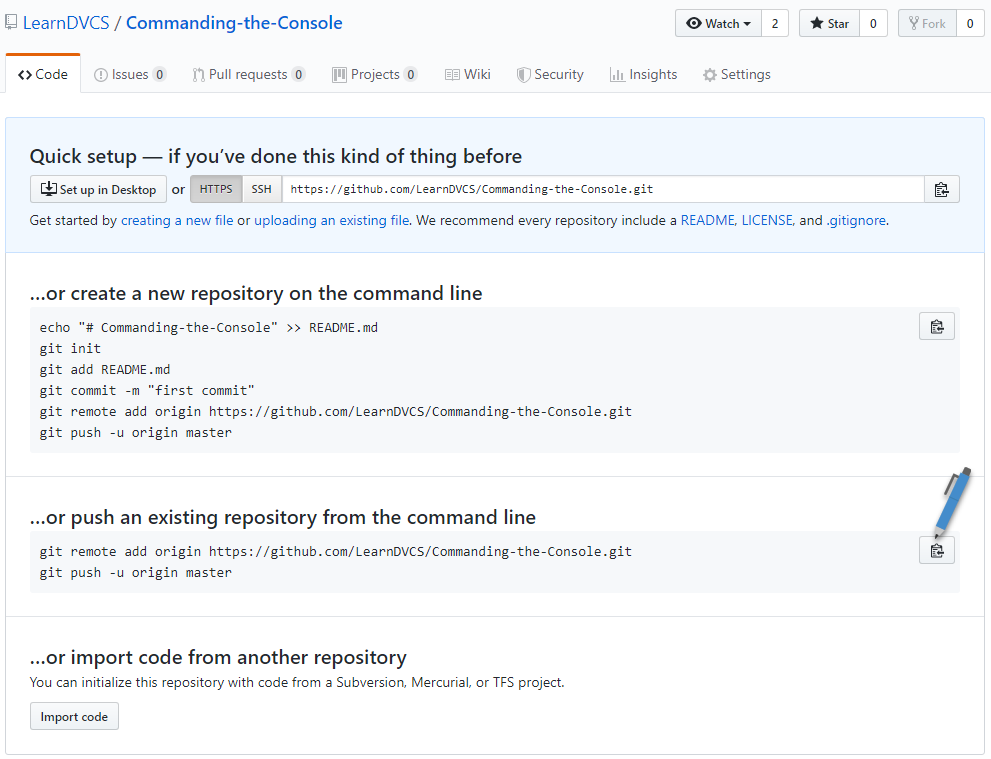 LearnDVCS / Commanding-the-Console
Watch 2 Star 0 Fork 0
Code Issues 0 Pull requests 0 Projects 0 Wiki Security Insights Settings
Quick setup — if you’ve done this kind of thing before
Set up in Desktop or HTTPS SSH https://github.com/LearnDVCS/Commanding-the-Console.git
Get started by creating a new file or uploading an existing file. We recommend every repository include a README, LICENSE, and .gitignore.
…or create a new repository on the command line
echo "# Commanding-the-Console" >> README.md
git init
git add README.md
git commit -m "first commit"
git remote add origin https://github.com/LearnDVCS/Commanding-the-Console.git
git push -u origin master
…or push an existing repository from the command line
git remote add origin https://github.com/LearnDVCS/Commanding-the-Console.git
git push -u origin master
…or import code from another repository
You can initialize this repository with code from a Subversion, Mercurial, or TFS project.
Import code